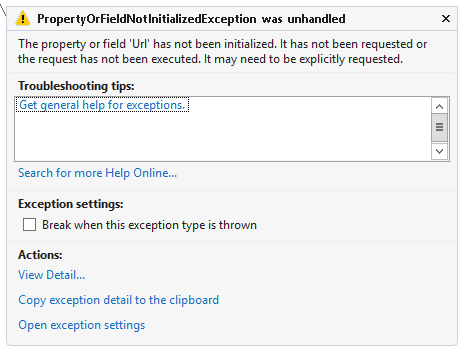 PropertyOrFieldNotInitializedException was unhandled
The property or field 'Url' has not been initialized. It has not been requested or
the request has not been executed. It may need to be explicitly requested.
Troubleshooting tips:
Get general help for exceptions.
Search for more Help Online...
Exception settings:
Break when this exception type is thrown
Actions:
View Detail...
Copy exception detail to the clipboard
Open exception settings